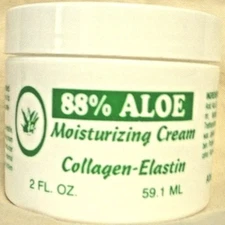 88% ALOE
Moisturizing Cream
Collagen-Elastin
2 FL. OZ. 59.1 ML